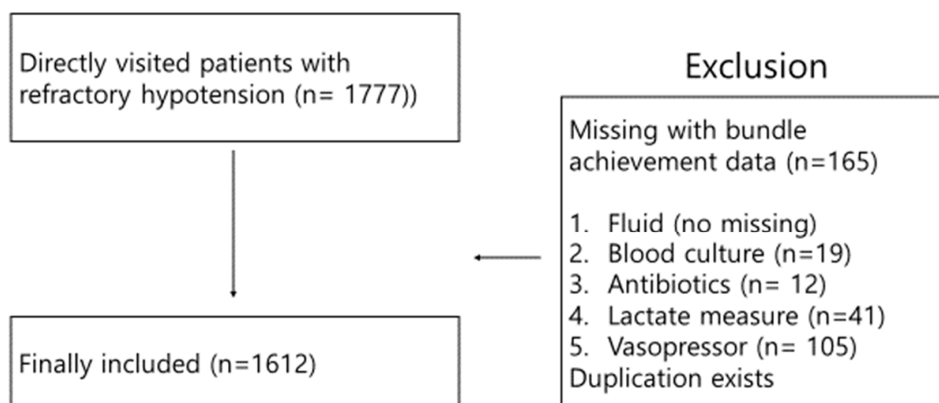 Directly visited patients with
refractory hypotension (n= 1777))
Exclusion
Missing with bundle
achievement data (n=165)
1. Fluid (no missing)
2. Blood culture (n=19)
3. Antibiotics (n= 12)
4. Lactate measure (n=41)
5. Vasopressor (n= 105)
Duplication exists
Finally included (n=1612)